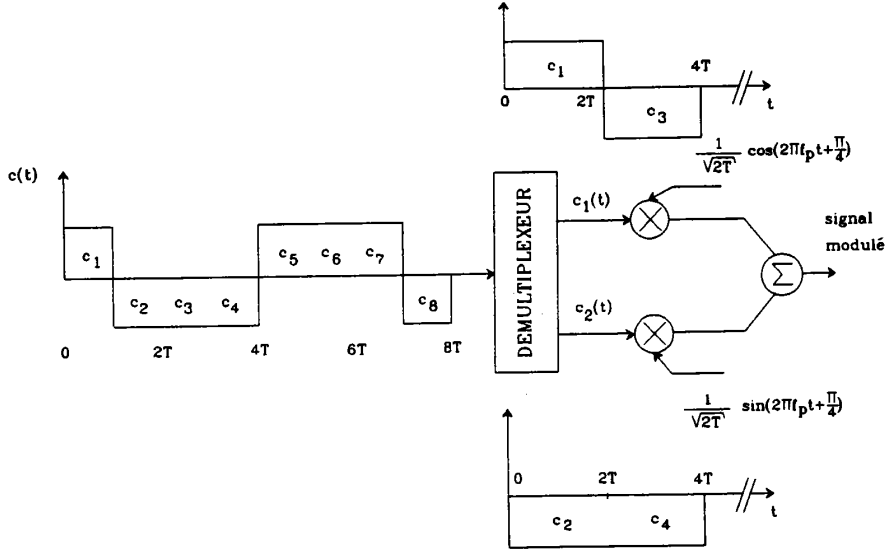 c₁
4T
0
2T
t
c₃
1/√2T cos(2πfₚt+π/4)
c(t)
c₁
c₂ c₃ c₄
c₅ c₆ c₇
c₈
0 2T 4T 6T 8T
DEMULTIPLEXEUR
c₁(t)
c₂(t)
Σ
signal
modulé
1/√2T sin(2πfₚt+π/4)
0 2T 4T
t
c₂ c₄